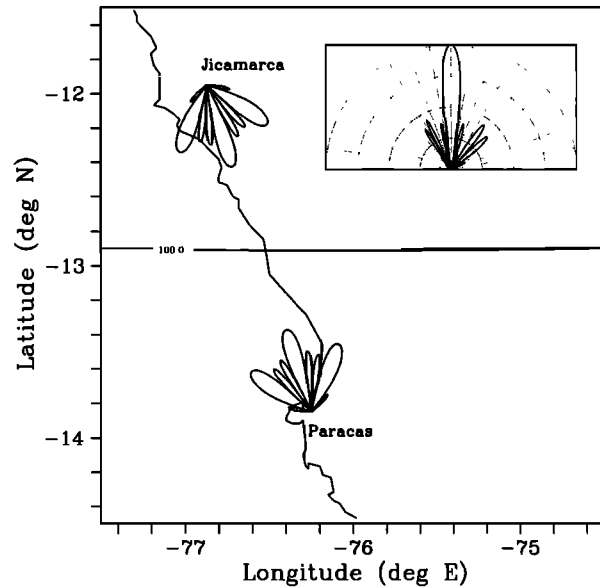 Jicamarca
-12
Latitude (deg N)
-13
100 0
Paracas
-14
-77
-76
-75
Longitude (deg E)